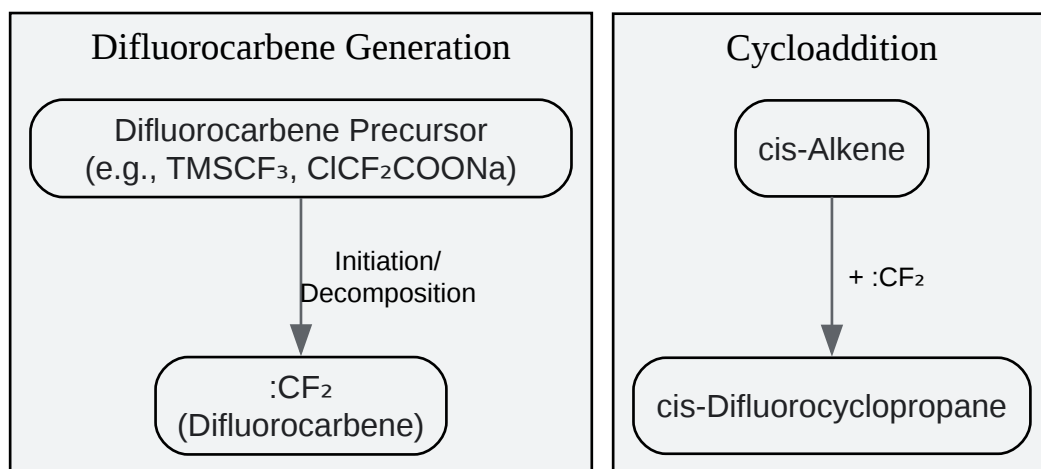 Difluorocarbene Generation
Difluorocarbene Precursor
(e.g., TMSCF₃, ClCF₂COONa)
Initiation/
Decomposition
:CF₂
(Difluorocarbene)
Cycloaddition
cis-Alkene
+ :CF₂
cis-Difluorocyclopropane